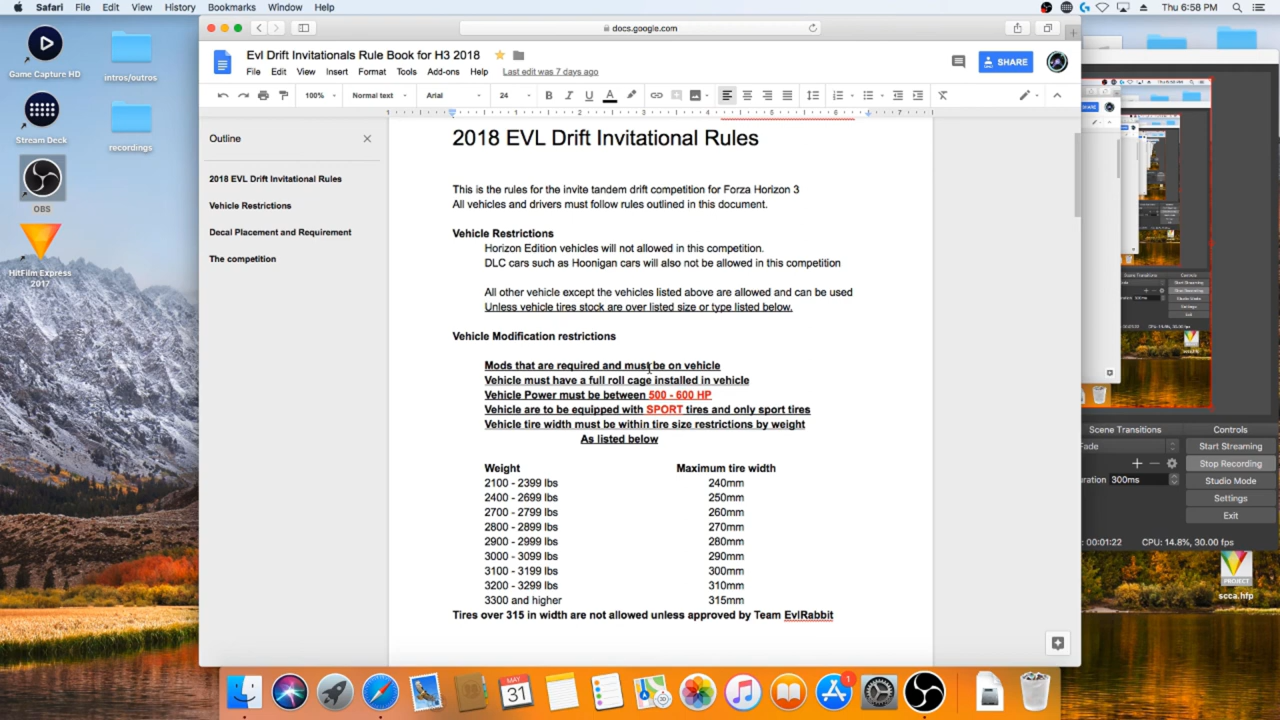 Safari File Edit View History Bookmarks Window Help
Thu 6:58 PM
Game Capture HD
intros/outros
Stream Deck
recordings
OBS
HitFilm Express
2017
docs.google.com
Evl Drift Invitationals Rule Book for H3 2018
File Edit View Insert Format Tools Add-ons Help Last edit was 7 days ago
SHARE
100% Normal text 24 B I U A
Outline
2018 EVL Drift Invitational Rules
Vehicle Restrictions
Decal Placement and Requirement
The competition
2018 EVL Drift Invitational Rules
This is the rules for the invite tandem drift competition for Forza Horizon 3
All vehicles and drivers must follow rules outlined in this document.
Vehicle Restrictions
Horizon Edition vehicles will not allowed in this competition.
DLC cars such as Hoonigan cars will also not be allowed in this competition
All other vehicle except the vehicles listed above are allowed and can be used
Unless vehicle tires stock are over listed size or type listed below.
Vehicle Modification restrictions
Mods that are required and must be on vehicle
Vehicle must have a full roll cage installed in vehicle
Vehicle Power must be between 500 - 600 HP
Vehicle are to be equipped with SPORT tires and only sport tires
Vehicle tire width must be within tire size restrictions by weight
As listed below
Weight Maximum tire width
2100 - 2399 lbs 240mm
2400 - 2699 lbs 250mm
2700 - 2799 lbs 260mm
2800 - 2899 lbs 270mm
2900 - 2999 lbs 280mm
3000 - 3099 lbs 290mm
3100 - 3199 lbs 300mm
3200 - 3299 lbs 310mm
3300 and higher 315mm
Tires over 315 in width are not allowed unless approved by Team EvlRabbit
Scene Transitions Controls
Fade Start Streaming
Stop Recording
uration 300ms Studio Mode
Settings
Exit
00:01:22 CPU: 14.8%, 30.00 fps
PROJECT
scca.hfp
MAY
31
1